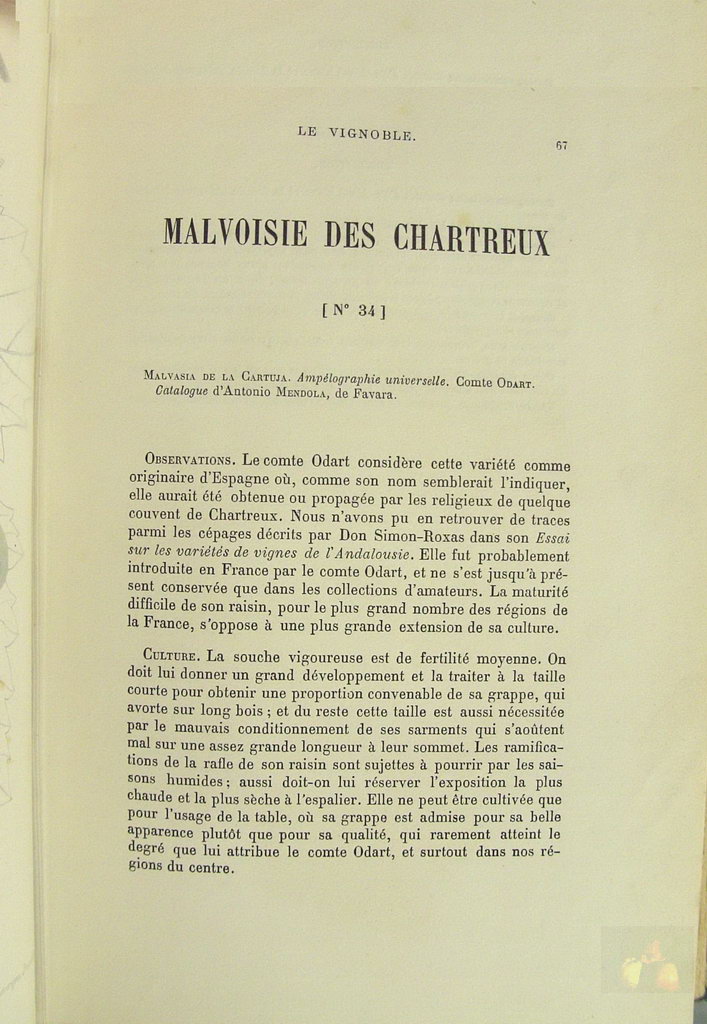 LE VIGNOBLE.
67
MALVOISIE DES CHARTREUX
[ N° 34 ]
MALVASIA DE LA CARTUJA. Ampélographie universelle. Comte ODART.
Catalogue d'Antonio MENDOLA, de Favara.
OBSERVATIONS. Le comte Odart considère cette variété comme
originaire d'Espagne où, comme son nom semblerait l'indiquer,
elle aurait été obtenue ou propagée par les religieux de quelque
couvent de Chartreux. Nous n'avons pu en retrouver de traces
parmi les cépages décrits par Don Simon-Roxas dans son Essai
sur les variétés de vignes de l'Andalousie. Elle fut probablement
introduite en France par le comte Odart, et ne s'est jusqu'à pré-
sent conservée que dans les collections d'amateurs. La maturité
difficile de son raisin, pour le plus grand nombre des régions de
la France, s'oppose à une plus grande extension de sa culture.
CULTURE. La souche vigoureuse est de fertilité moyenne. On
doit lui donner un grand développement et la traiter à la taille
courte pour obtenir une proportion convenable de sa grappe, qui
avorte sur long bois ; et du reste cette taille est aussi nécessitée
par le mauvais conditionnement de ses sarments qui s'aoûtent
mal sur une assez grande longueur à leur sommet. Les ramifica-
tions de la rafle de son raisin sont sujettes à pourrir par les sai-
sons humides ; aussi doit-on lui réserver l'exposition la plus
chaude et la plus sèche à l'espalier. Elle ne peut être cultivée que
pour l'usage de la table, où sa grappe est admise pour sa belle
apparence plutôt que pour sa qualité, qui rarement atteint le
degré que lui attribue le comte Odart, et surtout dans nos ré-
gions du centre.